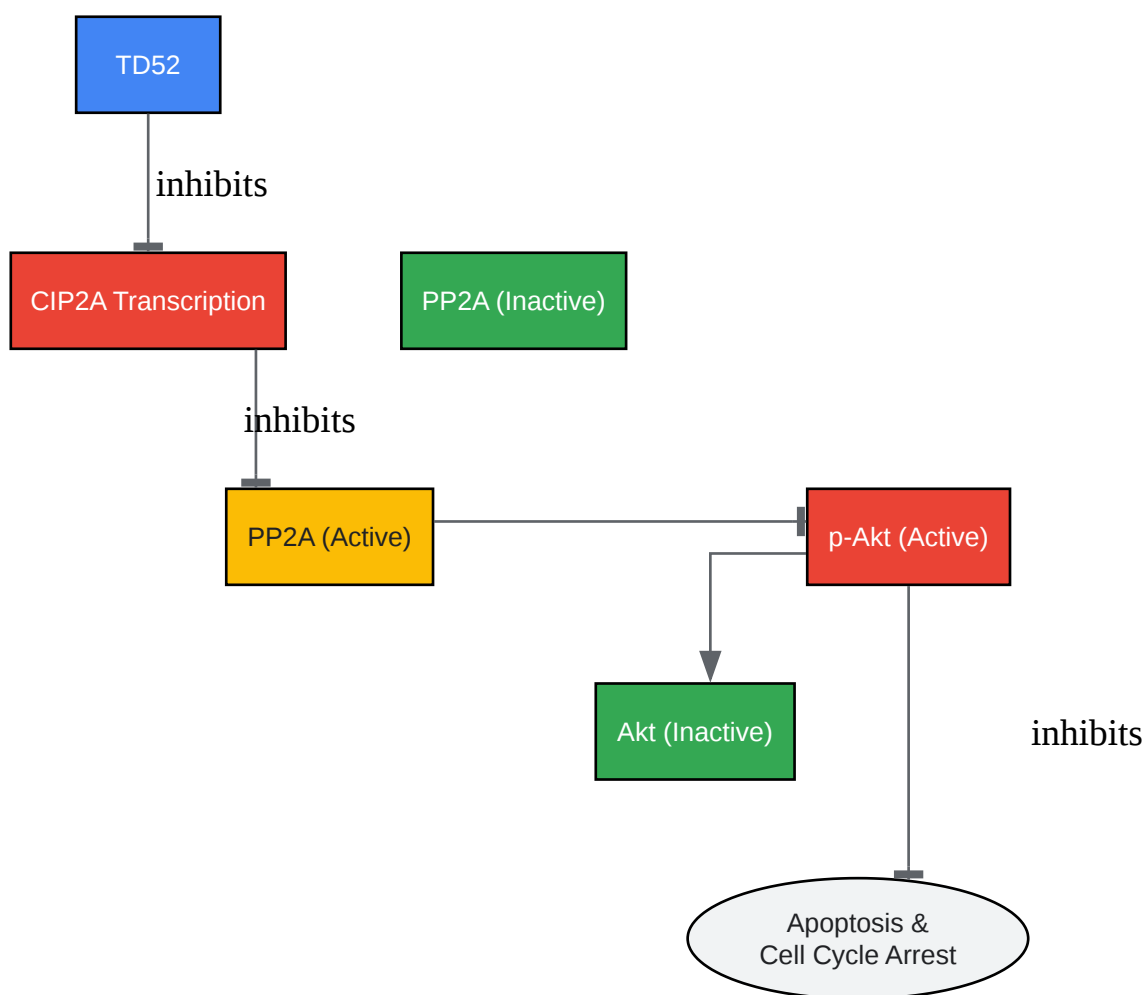 TD52
inhibits
CIP2A Transcription
PP2A (Inactive)
inhibits
PP2A (Active)
p-Akt (Active)
Akt (Inactive)
inhibits
Apoptosis &
Cell Cycle Arrest